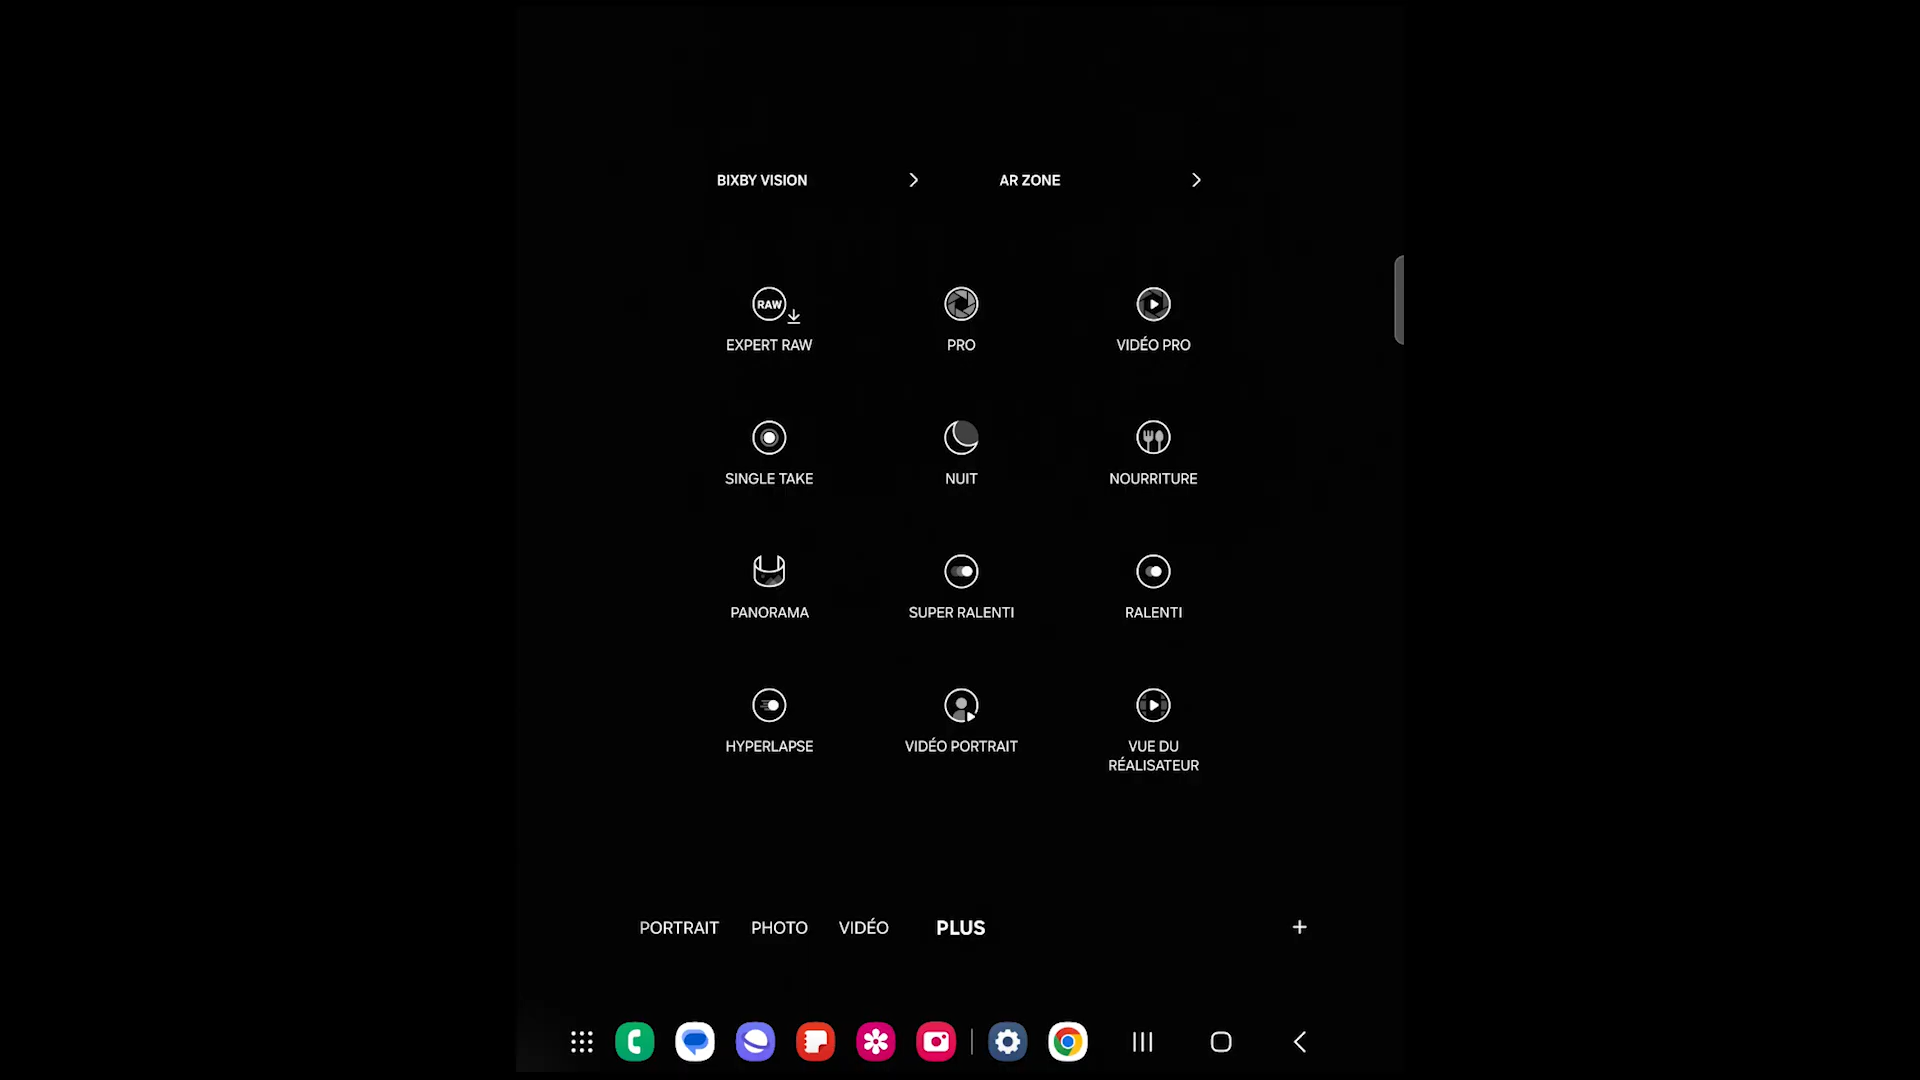 BIXBY VISION
AR ZONE
RAW
EXPERT RAW
PRO
VIDÉO PRO
SINGLE TAKE
NUIT
NOURRITURE
PANORAMA
SUPER RALENTI
RALENTI
HYPERLAPSE
VIDÉO PORTRAIT
VUE DU
RÉALISATEUR
PORTRAIT
PHOTO
VIDÉO
PLUS